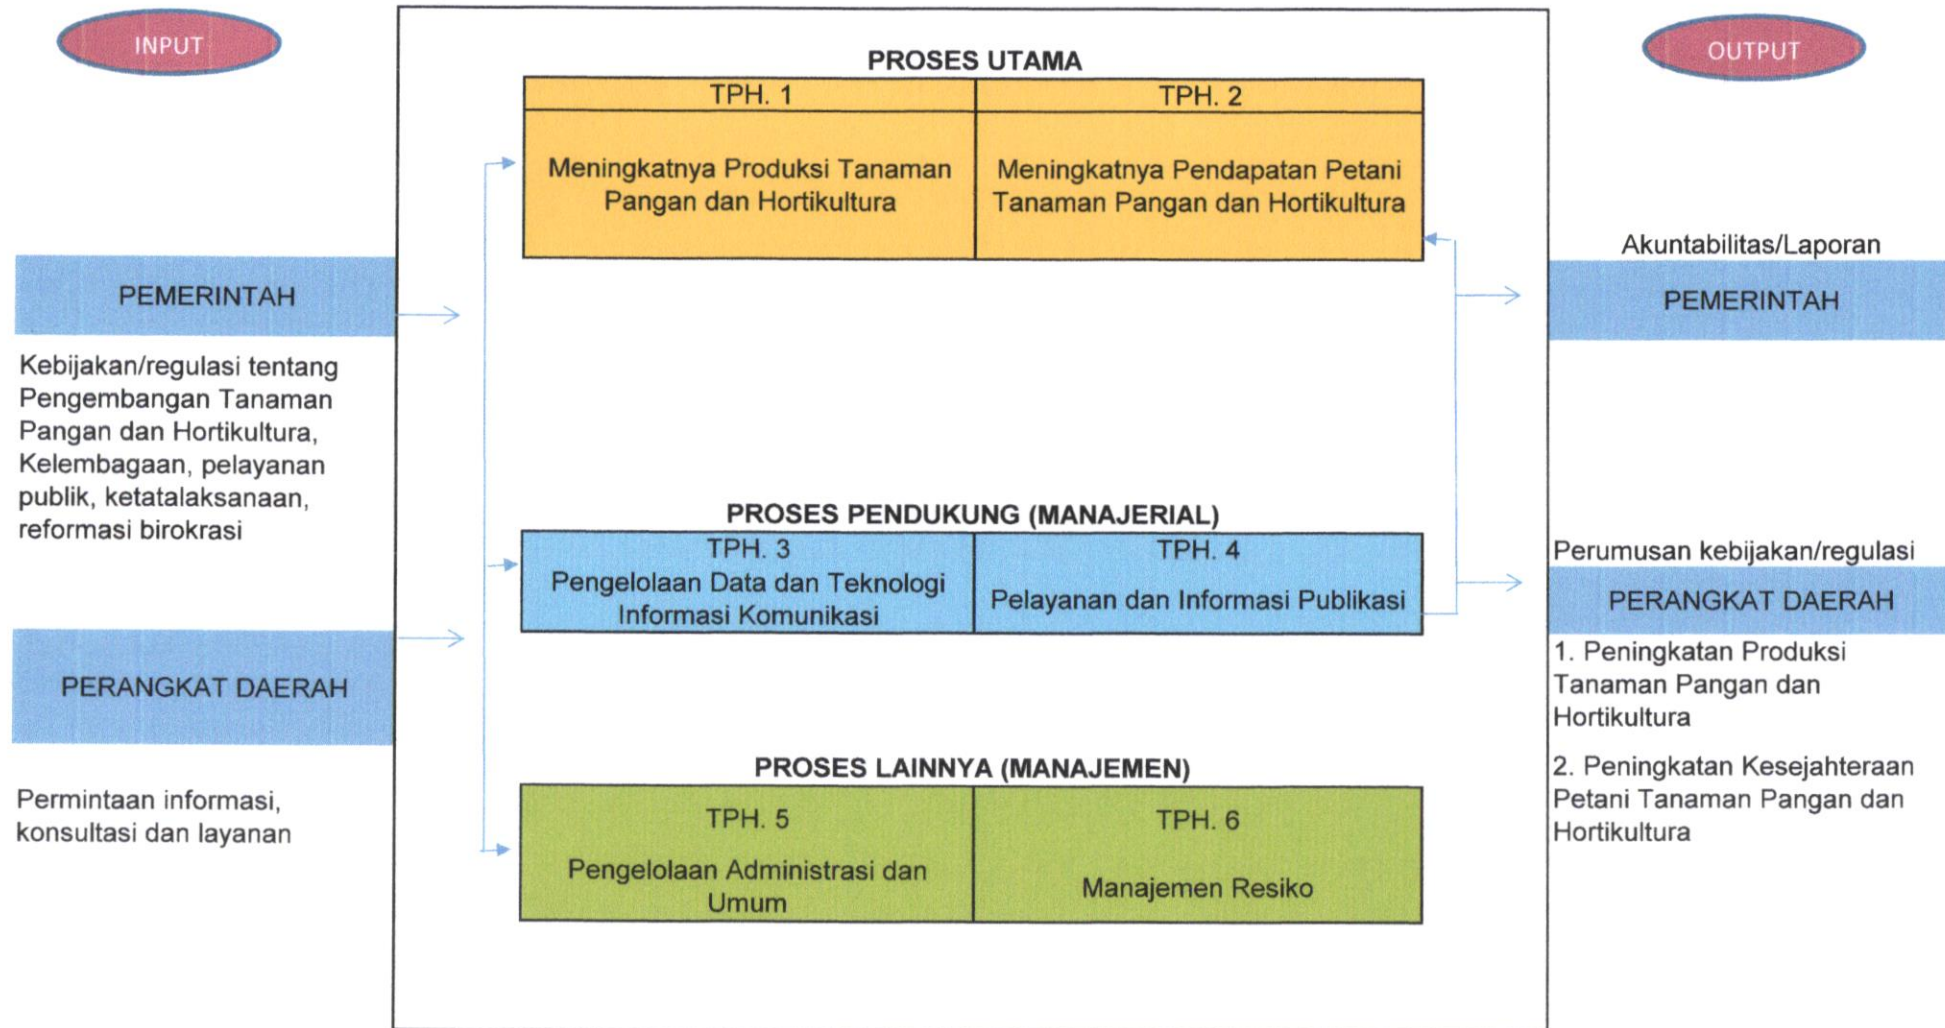 INPUT
PEMERINTAH
Kebijakan/regulasi tentang
Pengembangan Tanaman
Pangan dan Hortikultura,
Kelembagaan, pelayanan
publik, ketatalaksanaan,
reformasi birokrasi
PERANGKAT DAERAH
Permintaan informasi,
konsultasi dan layanan
PROSES UTAMA
TPH. 1
Meningkatnya Produksi Tanaman
Pangan dan Hortikultura
TPH. 2
Meningkatnya Pendapatan Petani
Tanaman Pangan dan Hortikultura
PROSES PENDUKUNG (MANAJERIAL)
TPH. 3
Pengelolaan Data dan Teknologi
Informasi Komunikasi
TPH. 4
Pelayanan dan Informasi Publikasi
PROSES LAINNYA (MANAJEMEN)
TPH. 5
Pengelolaan Administrasi dan
Umum
TPH. 6
Manajemen Resiko
OUTPUT
Akuntabilitas/Laporan
PEMERINTAH
Perumusan kebijakan/regulasi
PERANGKAT DAERAH
1. Peningkatan Produksi
Tanaman Pangan dan
Hortikultura
2. Peningkatan Kesejahteraan
Petani Tanaman Pangan dan
Hortikultura